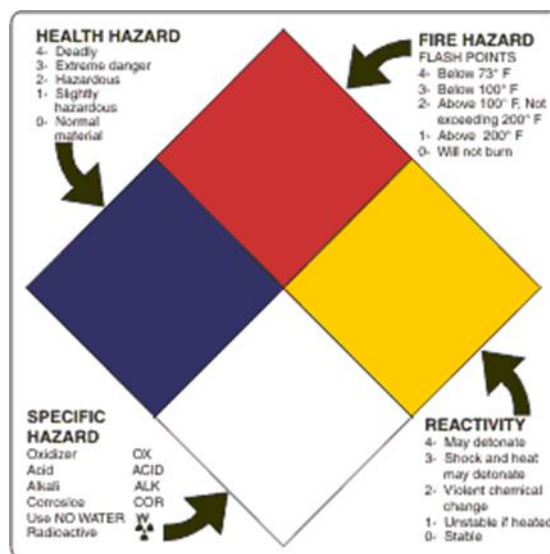 HEALTH HAZARD
4- Deadly
3- Extreme danger
2- Hazardous
1- Slightly
hazardous
0- Normal
material
FIRE HAZARD
FLASH POINTS
4- Below 73° F
3- Below 100° F
2- Above 100° F, Not
exceeding 200° F
1- Above 200° F
0- Will not burn
SPECIFIC
HAZARD
Oxidizer OX
Acid ACID
Alkali ALK
Corrosice COR
Use NO WATER W
Radioactive
REACTIVITY
4- May detonate
3- Shock and heat
may detonate
2- Violent chemical
change
1- Unstable if heated
0- Stable